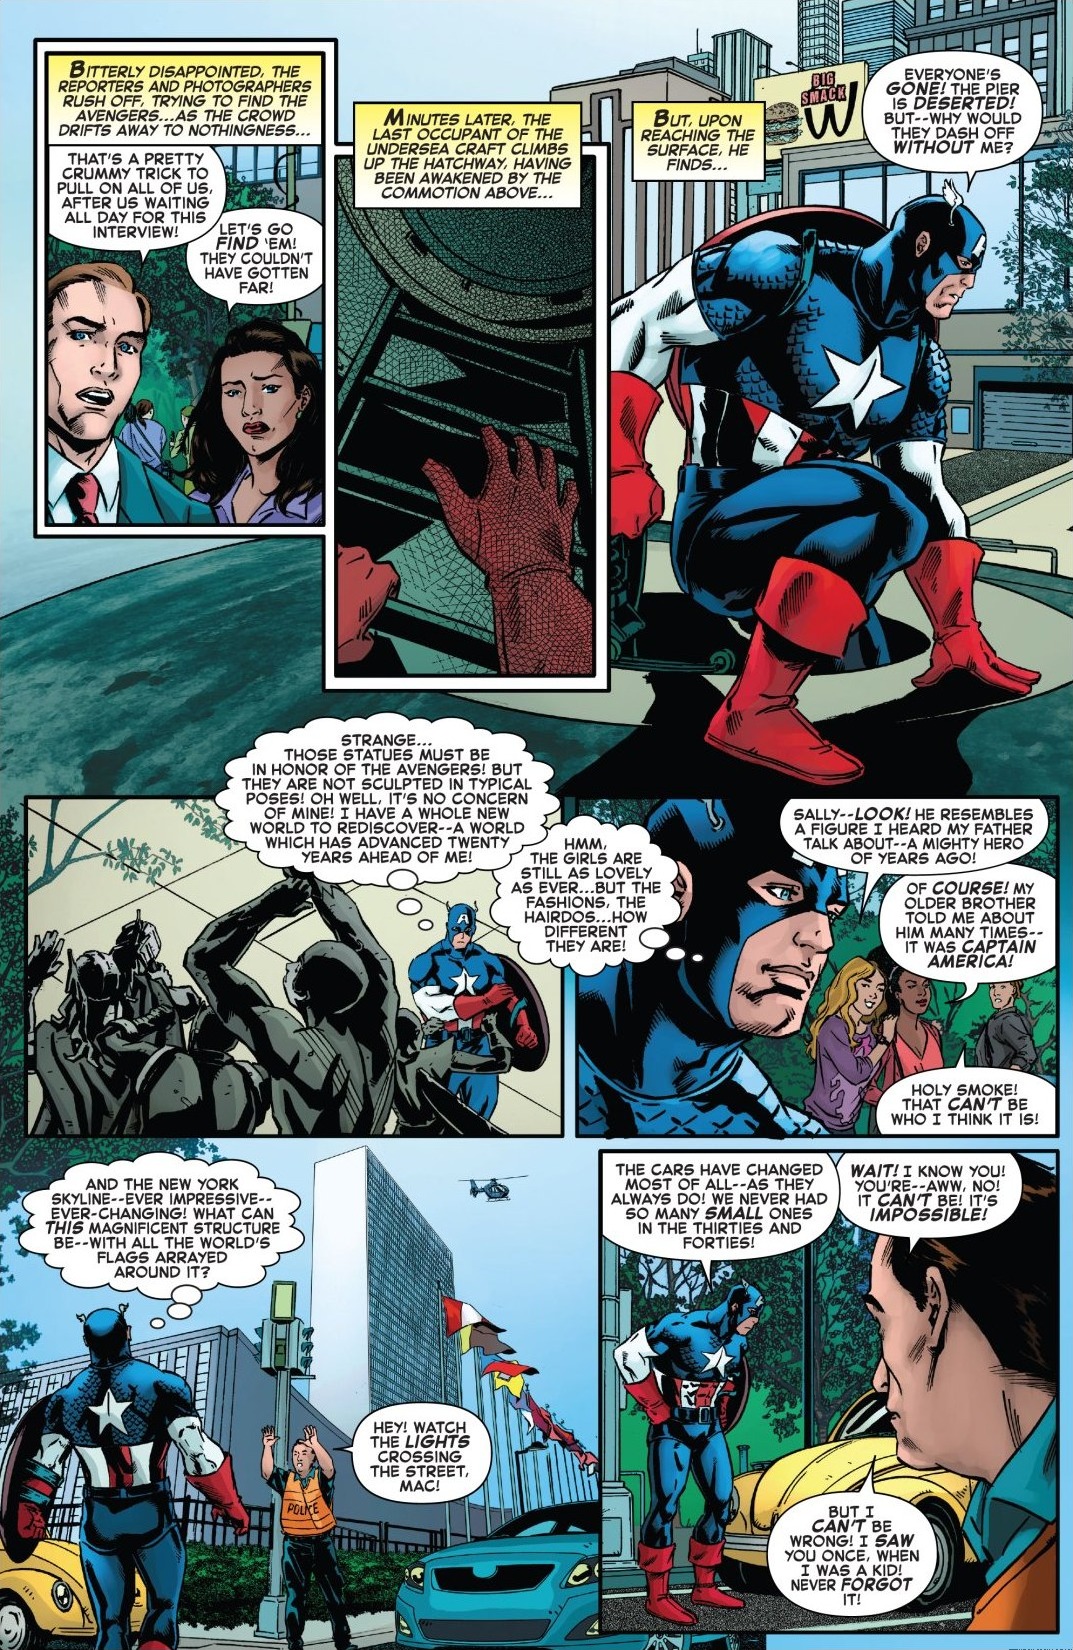 BITTERLY DISAPPOINTED, THE
REPORTERS AND PHOTOGRAPHERS
RUSH OFF, TRYING TO FIND THE
AVENGERS...AS THE CROWD
DRIFTS AWAY TO NOTHINGNESS...
THAT'S A PRETTY
CRUMMY TRICK TO
PULL ON ALL OF US,
AFTER US WAITING
ALL DAY FOR THIS
INTERVIEW!
LET'S GO
FIND 'EM!
THEY COULDN'T
HAVE GOTTEN
FAR!
MINUTES LATER, THE
LAST OCCUPANT OF THE
UNDERSEA CRAFT CLIMBS
UP THE HATCHWAY, HAVING
BEEN AWAKENED BY THE
COMMOTION ABOVE...
BUT, UPON
REACHING THE
SURFACE, HE
FINDS...
BIG
SMACK
EVERYONE'S
GONE! THE PIER
IS DESERTED!
BUT--WHY WOULD
THEY DASH OFF
WITHOUT ME?
STRANGE...
THOSE STATUES MUST BE
IN HONOR OF THE AVENGERS! BUT
THEY ARE NOT SCULPTED IN TYPICAL
POSES! OH WELL, IT'S NO CONCERN
OF MINE! I HAVE A WHOLE NEW
WORLD TO REDISCOVER--A WORLD
WHICH HAS ADVANCED TWENTY
YEARS AHEAD OF ME!
HMM,
THE GIRLS ARE
STILL AS LOVELY
AS EVER...BUT THE
FASHIONS, THE
HAIRDOS...HOW
DIFFERENT
THEY ARE!
SALLY--LOOK! HE RESEMBLES
A FIGURE I HEARD MY FATHER
TALK ABOUT--A MIGHTY HERO
OF YEARS AGO!
OF COURSE! MY
OLDER BROTHER
TOLD ME ABOUT
HIM MANY TIMES--
IT WAS CAPTAIN
AMERICA!
HOLY SMOKE!
THAT CAN'T BE
WHO I THINK IT IS!
AND THE NEW YORK
SKYLINE--EVER IMPRESSIVE--
EVER-CHANGING! WHAT CAN
THIS MAGNIFICENT STRUCTURE
BE--WITH ALL THE WORLD'S
FLAGS ARRAYED
AROUND IT?
HEY! WATCH
THE LIGHTS
CROSSING
THE STREET,
MAC!
POLICE
THE CARS HAVE CHANGED
MOST OF ALL--AS THEY
ALWAYS DO! WE NEVER HAD
SO MANY SMALL ONES
IN THE THIRTIES AND
FORTIES!
WAIT! I KNOW YOU!
YOU'RE--AWW, NO!
IT CAN'T BE! IT'S
IMPOSSIBLE!
BUT I
CAN'T BE
WRONG! I SAW
YOU ONCE, WHEN
I WAS A KID!
NEVER FORGOT
IT!